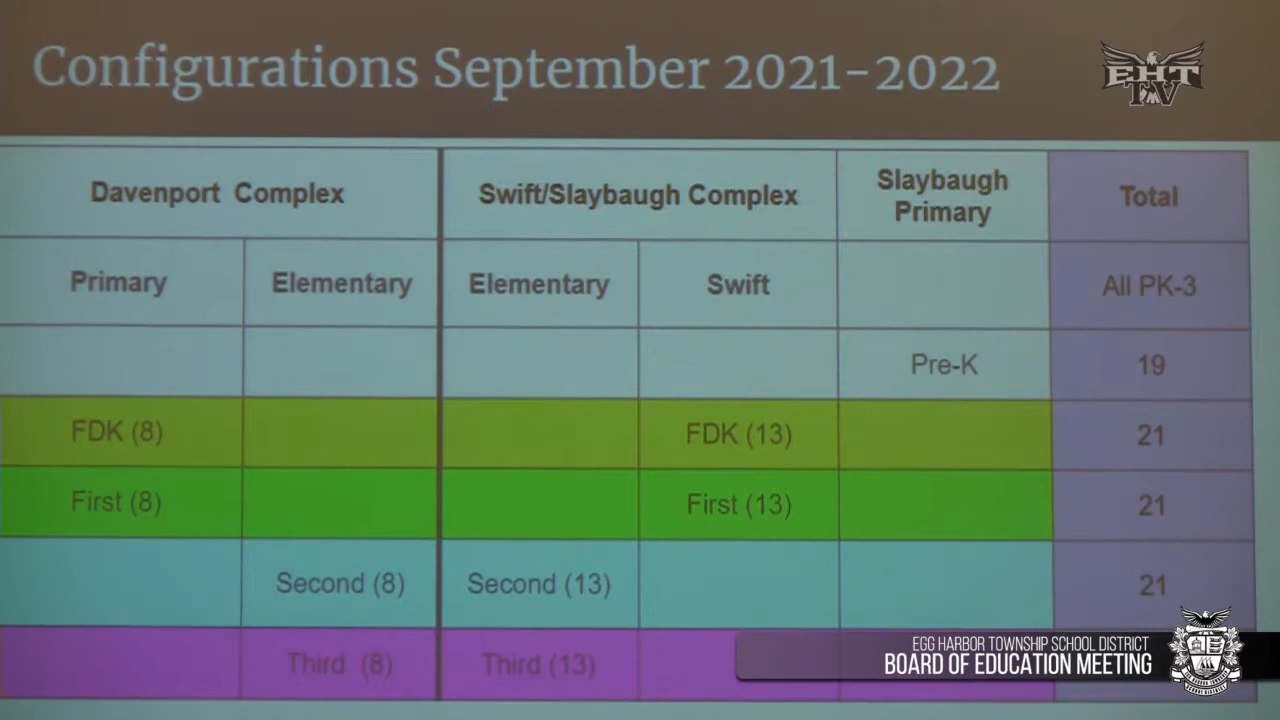 Configurations September 2021-2022
EHT
TV
Davenport Complex
Swift/Slaybaugh Complex
Slaybaugh
Primary
Total
Primary
Elementary
Elementary
Swift
All PK-3
Pre-K
19
FDK (8)
FDK (13)
21
First (8)
First (13)
21
Second (8)
Second (13)
21
Third (8)
Third (13)
EGG HARBOR TOWNSHIP SCHOOL DISTRICT
BOARD OF EDUCATION MEETING